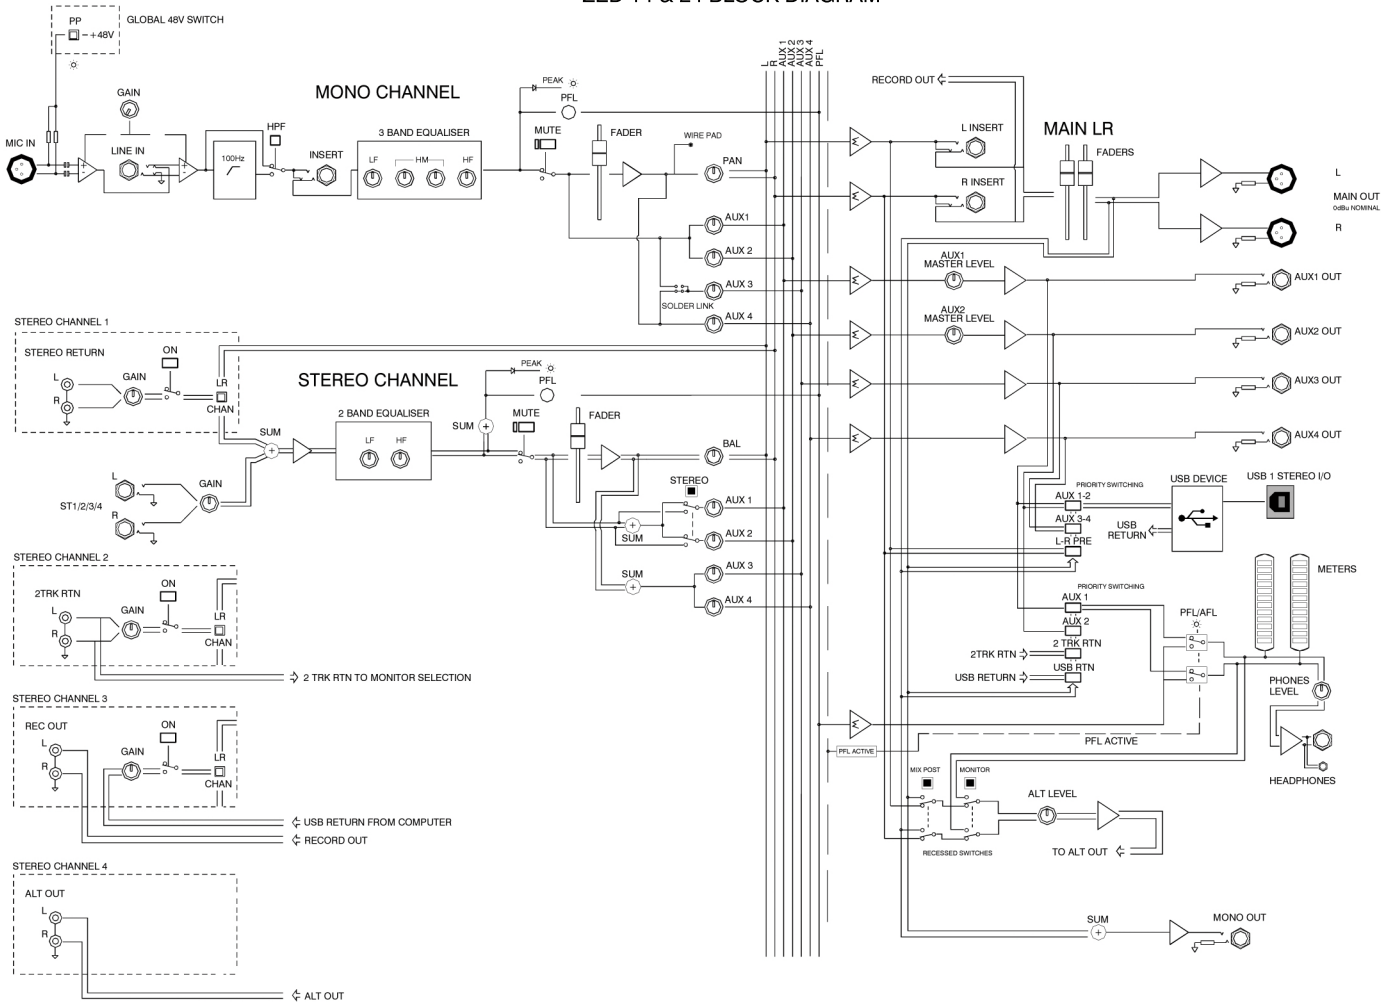 PP
GLOBAL 48V SWITCH
+48V
L
R
AUX 1
AUX 2
AUX 3
AUX 4
PFL
MONO CHANNEL
GAIN
MIC IN
LINE IN
100Hz
HPF
INSERT
3 BAND EQUALISER
LF
HM
HF
PEAK
PFL
MUTE
FADER
WIRE PAD
PAN
AUX1
AUX 2
AUX 3
SOLDER LINK
AUX 4
RECORD OUT
L INSERT
R INSERT
MAIN LR
FADERS
L
MAIN OUT
0dBu NOMINAL
R
AUX1
MASTER LEVEL
AUX1 OUT
AUX2
MASTER LEVEL
AUX2 OUT
AUX3 OUT
AUX4 OUT
STEREO CHANNEL 1
STEREO RETURN
L
R
GAIN
ON
LR
CHAN
STEREO CHANNEL
SUM
2 BAND EQUALISER
LF
HF
SUM
PEAK
PFL
MUTE
FADER
BAL
STEREO
AUX 1
SUM
AUX 2
SUM
AUX 3
AUX 4
L
R
ST1/2/3/4
GAIN
STEREO CHANNEL 2
2TRK RTN
L
R
GAIN
ON
LR
CHAN
2 TRK RTN TO MONITOR SELECTION
STEREO CHANNEL 3
REC OUT
L
R
GAIN
ON
LR
CHAN
USB RETURN FROM COMPUTER
RECORD OUT
STEREO CHANNEL 4
ALT OUT
L
R
ALT OUT
PRIORITY SWITCHING
AUX 1-2
AUX 3-4
L-R PRE
USB DEVICE
USB 1 STEREO I/O
USB
RETURN
METERS
PRIORITY SWITCHING
AUX 1
AUX 2
2 TRK RTN
2TRK RTN
USB RTN
USB RETURN
PFL/AFL
PHONES
LEVEL
HEADPHONES
PFL ACTIVE
PFL ACTIVE
MIX POST
MONITOR
RECESSED SWITCHES
ALT LEVEL
TO ALT OUT
SUM
MONO OUT